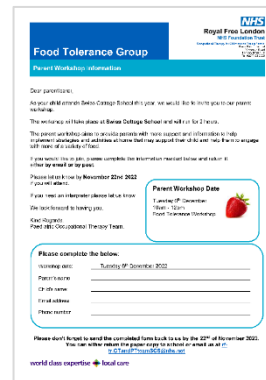 NHS
Royal Free London
NHS Foundation Trust
Food Tolerance Group
Parent Workshop Information
Dear parent/carer,
As your child attends Swiss Cottage School this year, we would like to invite you to our parent
workshop.
The workshop will take place at Swiss Cottage School and will run for 2 hours.
The parent workshop aims to provide parents with more support and information to help
implement strategies and activities at home that may support their child and help them to engage
with more of a variety of food.
If you would like to join, please complete the information needed below and return it
either by email or by post.
Please let us know by November 22nd 2022
if you will attend.
If you need an interpreter please let us know
We look forward to having you.
Kind Regards
Paediatric Occupational Therapy Team.
Parent Workshop Date
Tuesday 6th December
10am - 12pm
Food Tolerance Workshop
Please complete the below:
Workshop date: Tuesday 6th December 2022
Parent's name
Child's name
Email address
Phone number
Please don't forget to send the completed form back to us by the 22nd of November 2022.
You can either return the paper copy to school or email us at
world class expertise local care